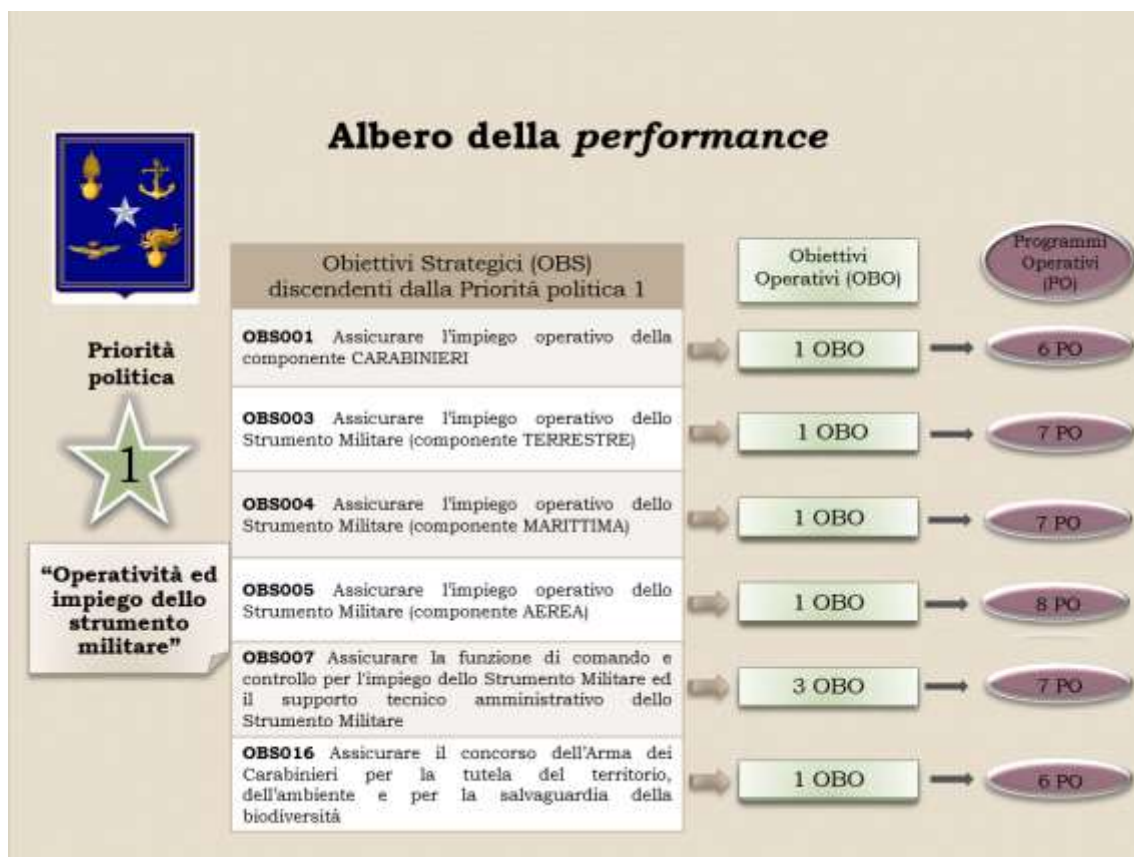 Albero della performance
Priorità
politica
1
“Operatività ed
impiego dello
strumento
militare”
Obiettivi Strategici (OBS)
discendenti dalla Priorità politica 1
Obiettivi
Operativi (OBO)
Programmi
Operativi
(PO)
OBS001 Assicurare l'impiego operativo della
componente CARABINIERI
1 OBO
6 PO
OBS003 Assicurare l'impiego operativo dello
Strumento Militare (componente TERRESTRE)
1 OBO
7 PO
OBS004 Assicurare l'impiego operativo dello
Strumento Militare (componente MARITTIMA)
1 OBO
7 PO
OBS005 Assicurare l'impiego operativo dello
Strumento Militare (componente AEREA)
1 OBO
8 PO
OBS007 Assicurare la funzione di comando e
controllo per l'impiego dello Strumento Militare ed
il supporto tecnico amministrativo dello
Strumento Militare
3 OBO
7 PO
OBS016 Assicurare il concorso dell'Arma dei
Carabinieri per la tutela del territorio,
dell'ambiente e per la salvaguardia della
biodiversità
1 OBO
6 PO